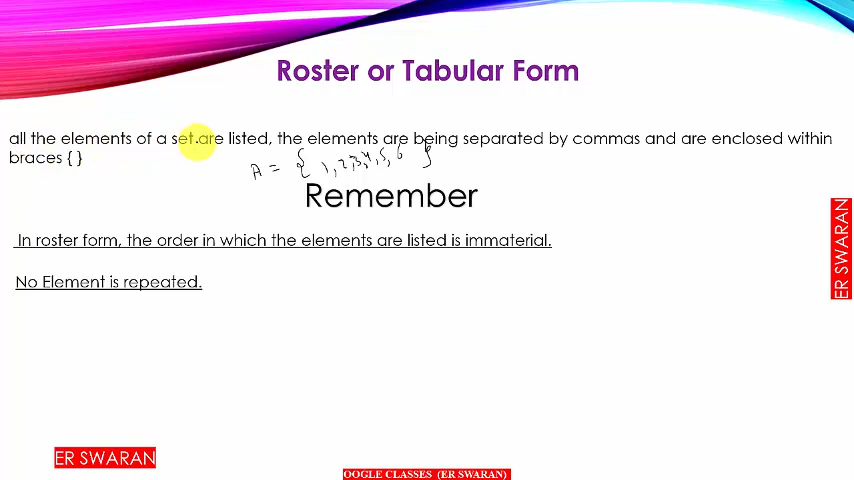 Roster or Tabular Form
all the elements of a set are listed, the elements are being separated by commas and are enclosed within
braces { }
A = { 1, 2, 3, 4, 5, 6 }
Remember
In roster form, the order in which the elements are listed is immaterial.
No Element is repeated.
ER SWARAN
ER SWARAN
OOGLE CLASSES (ER SWARAN)